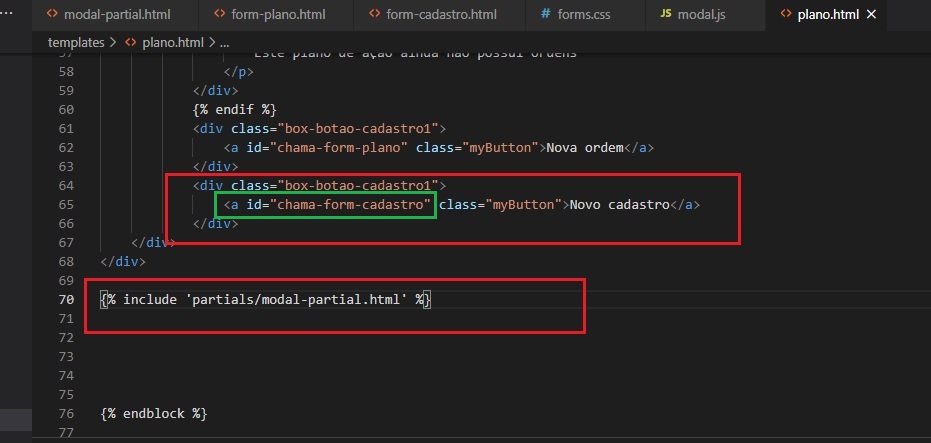 modal-partial.html
form-plano.html
form-cadastro.html
# forms.css
JS modal.js
plano.html
templates > plano.html > ...
57 Este plano de ação ainda não possui ordens
58 </p>
59 </div>
60 {% endif %}
61 <div class="box-botao-cadastro1">
62 <a id="chama-form-plano" class="myButton">Nova ordem</a>
63 </div>
64 <div class="box-botao-cadastro1">
65 <a id="chama-form-cadastro" class="myButton">Novo cadastro</a>
66 </div>
67 </div>
68 </div>
69
70 {% include 'partials/modal-partial.html' %}
71
72
73
74
75
76 {% endblock %}
77